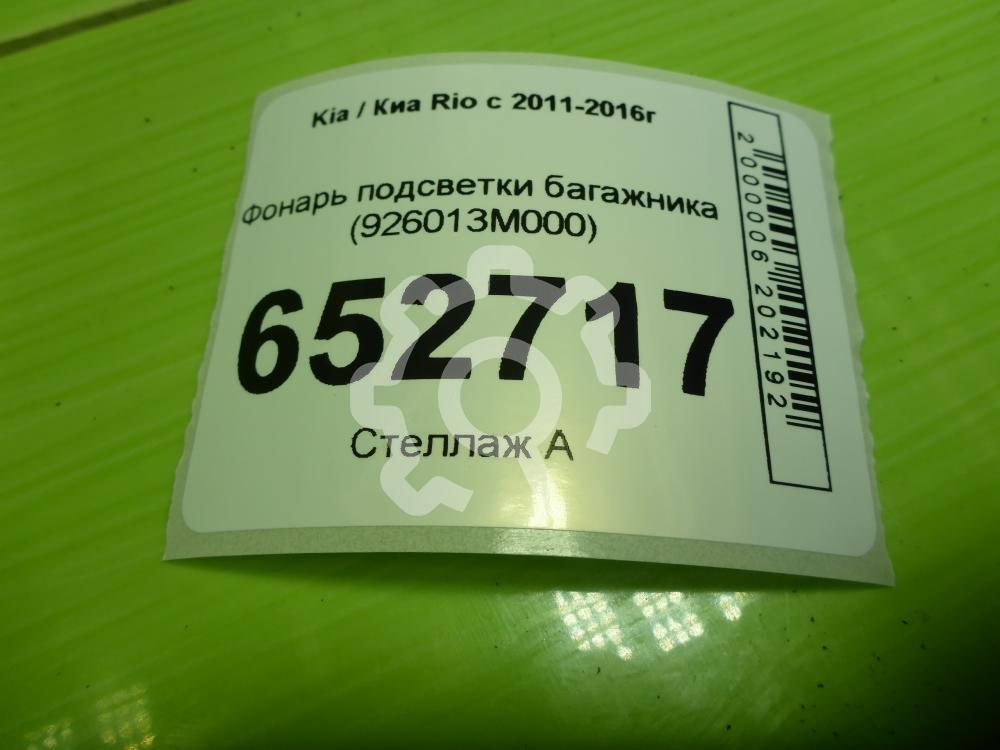 Kia / Киа Rio с 2011-2016г
Фонарь подсветки багажника
(926013M000)
652717
Стеллаж А
2000006202192